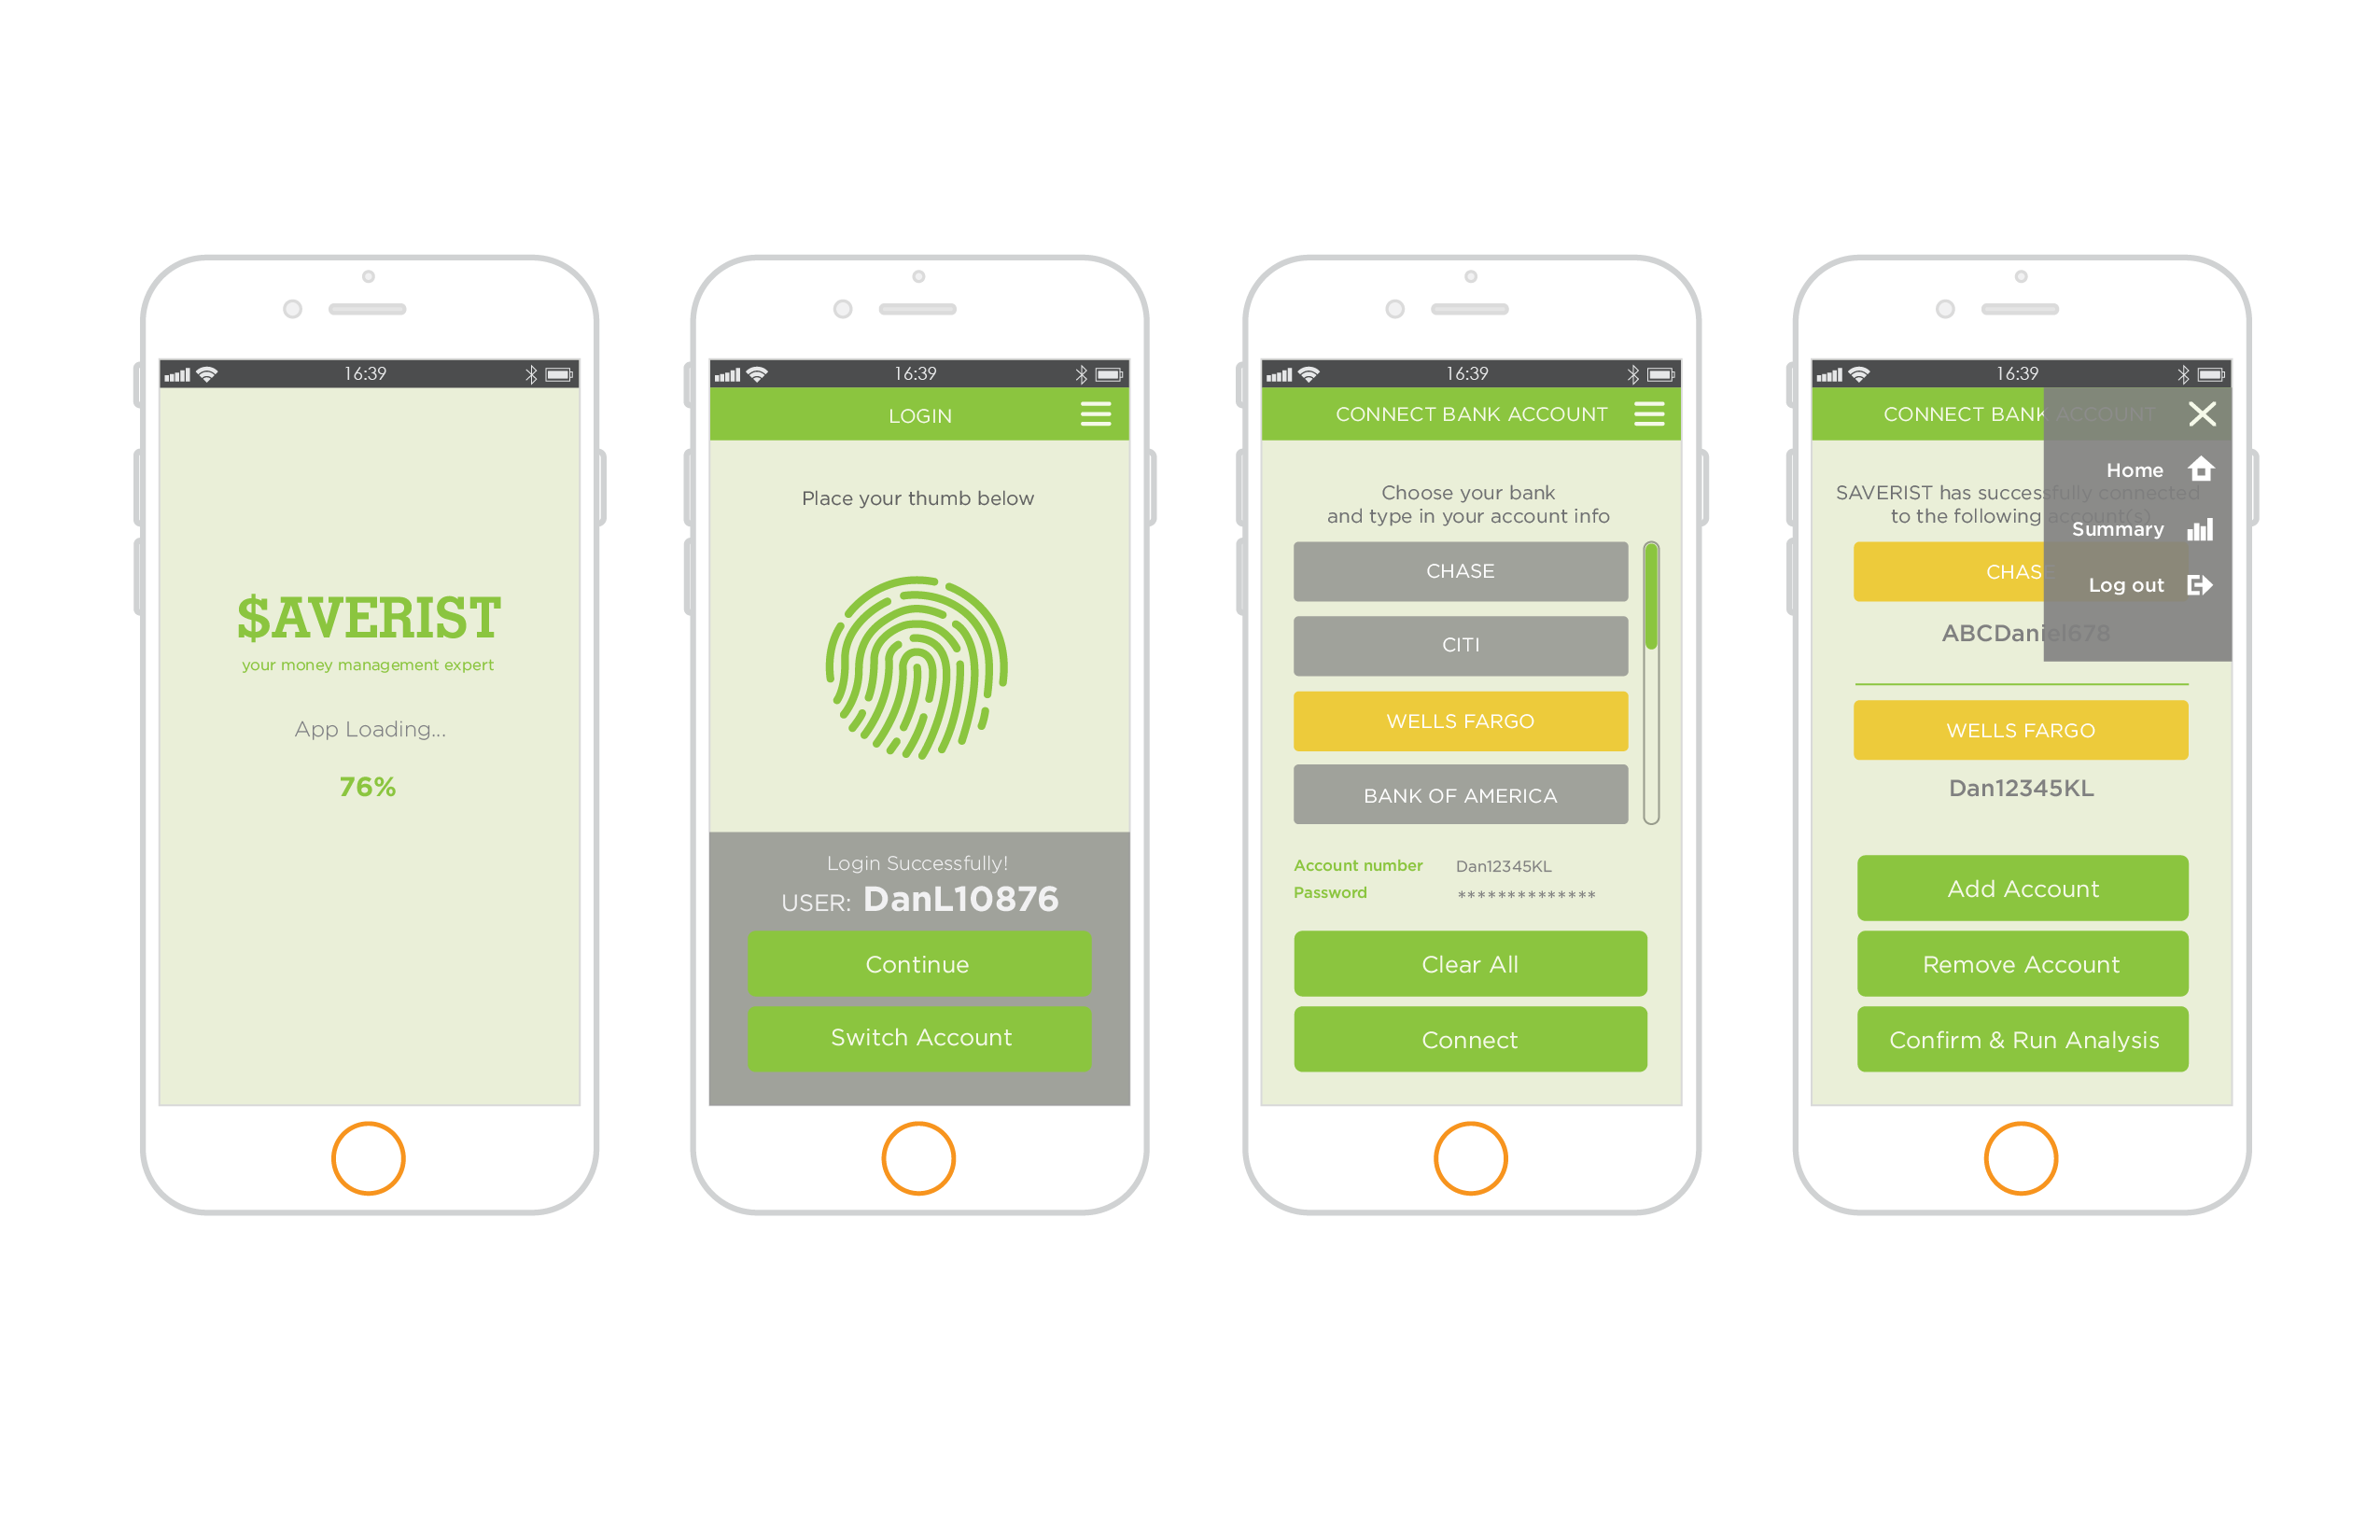 16:39
$AVERIST
your money management expert
App Loading...
76%
16:39
LOGIN
Place your thumb below
Login Successfully!
USER: DanL10876
Continue
Switch Account
16:39
CONNECT BANK ACCOUNT
Choose your bank
and type in your account info
CHASE
CITI
WELLS FARGO
BANK OF AMERICA
Account number Dan12345KL
Password **************
Clear All
Connect
16:39
CONNECT BANK ACCOUNT
Home
SAVERIST has successfully connected
to the following account(s)
Summary
CHASE
Log out
ABCDaniel678
WELLS FARGO
Dan12345KL
Add Account
Remove Account
Confirm & Run Analysis